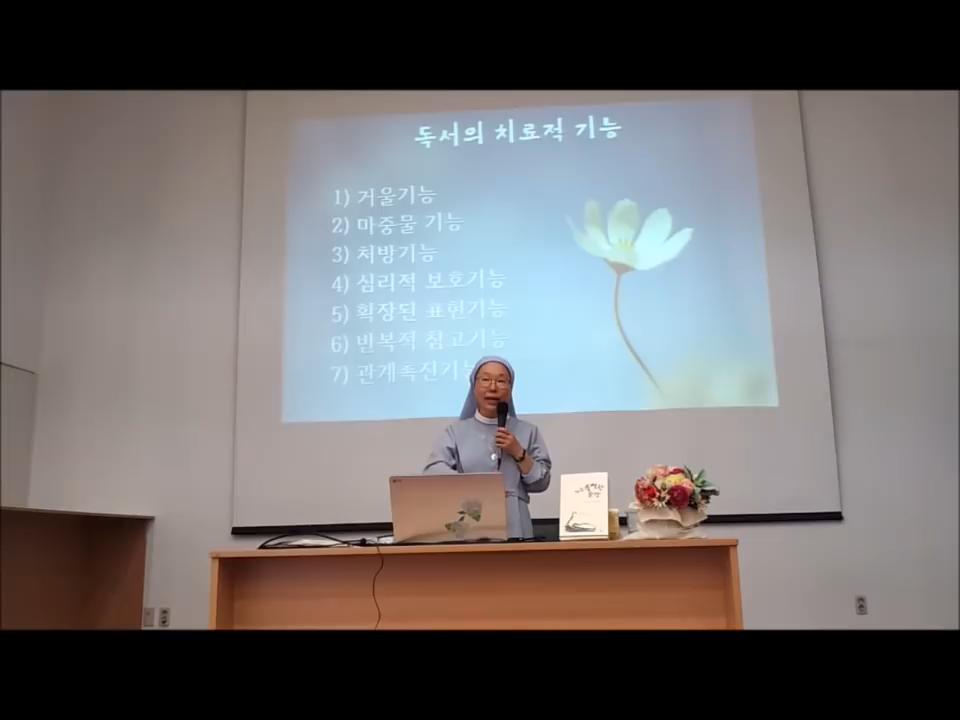 독서의 치료적 기능
1) 거울기능
2) 마중물 기능
3) 처방기능
4) 심리적 보호기능
5) 확장된 표현기능
6) 반복적 참고기능
7) 관계촉진기능